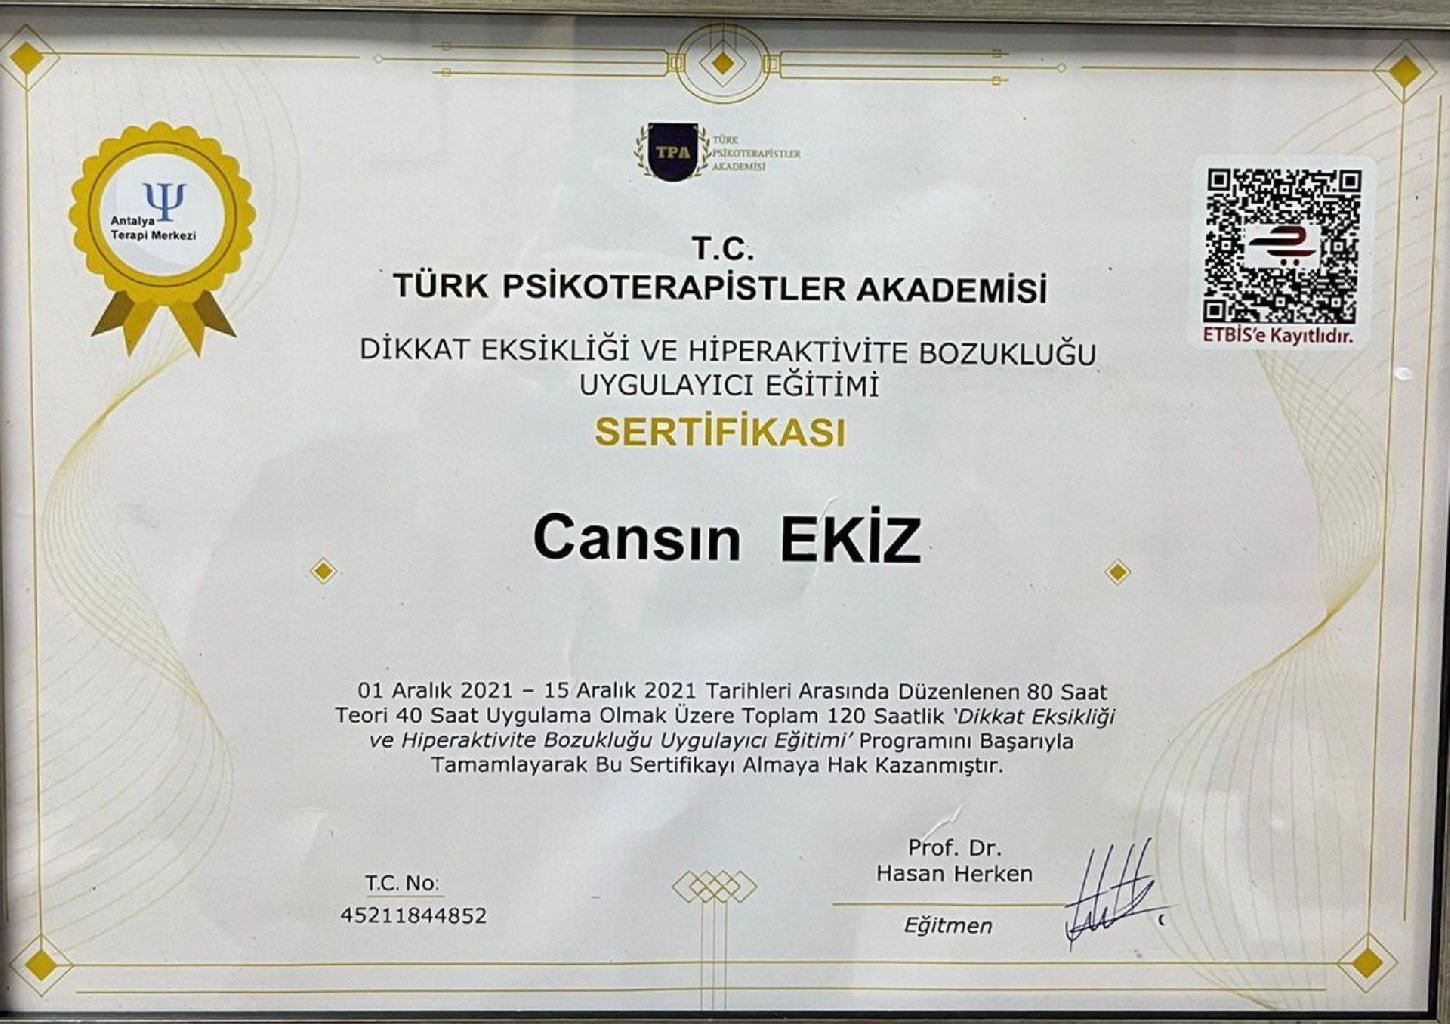 TPA
TÜRK
PSİKOTERAPİSTLER
AKADEMİSİ
Antalya
Terapi Merkezi
T.C.
TÜRK PSİKOTERAPİSTLER AKADEMİSİ
ETBİS'e Kayıtlıdır.
DİKKAT EKSİKLİĞİ VE HİPERAKTİVİTE BOZUKLUĞU
UYGULAYICI EĞİTİMİ
SERTİFİKASI
Cansın EKİZ
01 Aralık 2021 – 15 Aralık 2021 Tarihleri Arasında Düzenlenen 80 Saat
Teori 40 Saat Uygulama Olmak Üzere Toplam 120 Saatlik 'Dikkat Eksikliği
ve Hiperaktivite Bozukluğu Uygulayıcı Eğitimi' Programını Başarıyla
Tamamlayarak Bu Sertifikayı Almaya Hak Kazanmıştır.
T.C. No:
45211844852
Prof. Dr.
Hasan Herken
Eğitmen